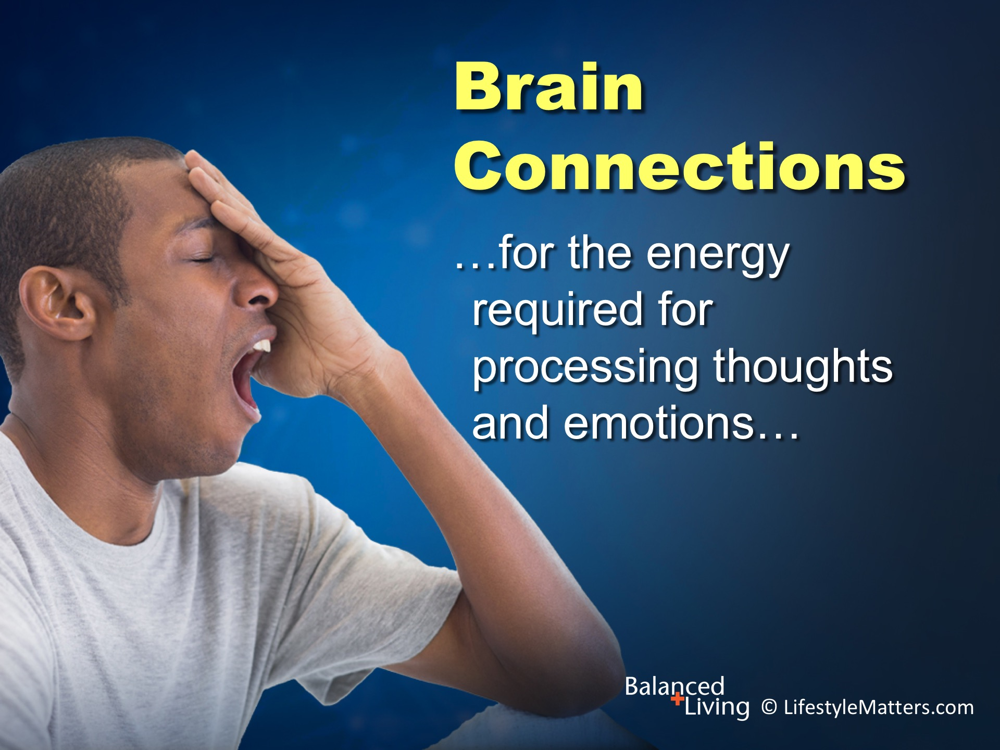 Brain
Connections
…for the energy
required for
processing thoughts
and emotions…
Balanced
Living © LifestyleMatters.com